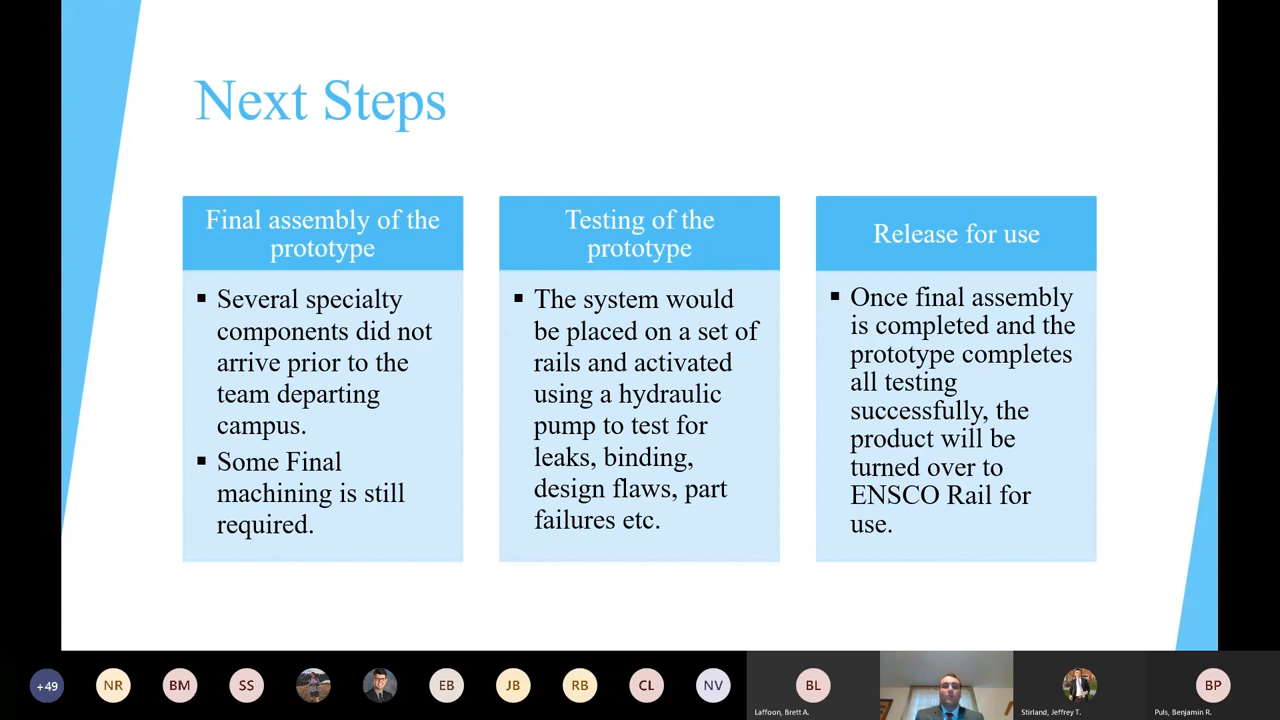 Next Steps
Final assembly of the
prototype
▪ Several specialty
components did not
arrive prior to the
team departing
campus.
▪ Some Final
machining is still
required.
Testing of the
prototype
▪ The system would
be placed on a set of
rails and activated
using a hydraulic
pump to test for
leaks, binding,
design flaws, part
failures etc.
Release for use
▪ Once final assembly
is completed and the
prototype completes
all testing
successfully, the
product will be
turned over to
ENSCO Rail for
use.
+49
NR
BM
SS
EB
JB
RB
CL
NV
BL
Laffoon, Brett A.
Stirland, Jeffrey T.
BP
Puls, Benjamin R.